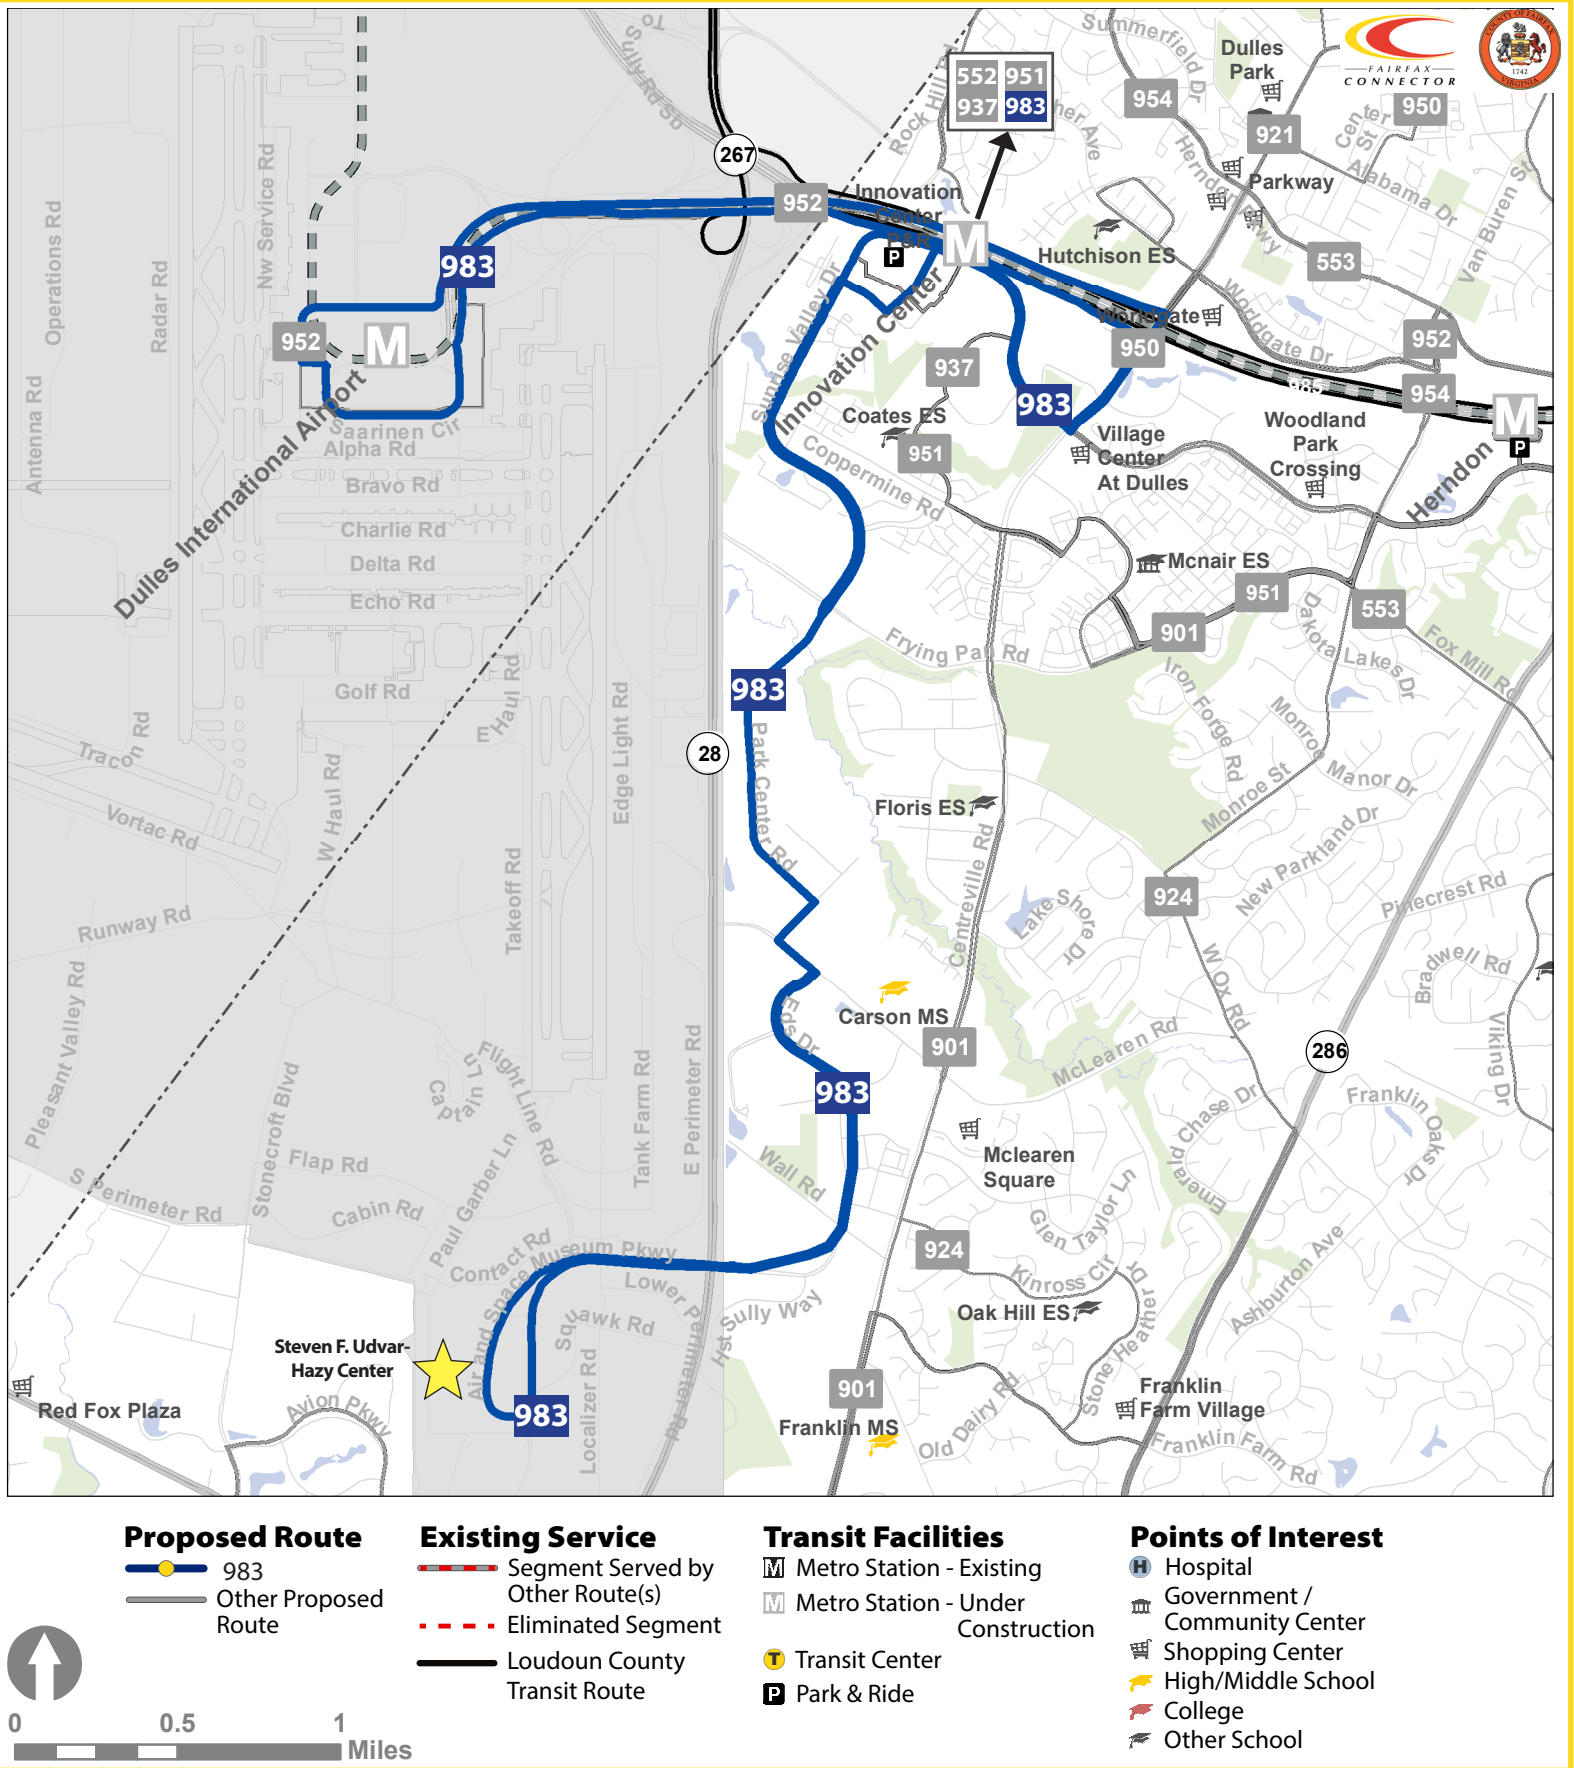 To
Sully Rd Sb
Rock Hill
Summerfield Dr
Dulles
Park
FAIRFAX
CONNECTOR
COUNTY OF FAIRFAX
1742
VIRGINIA
552 951
937 983
her Ave
954
950
921
Center
St
Herndon Pkwy
Parkway
Alabama Dr
Van Buren St
267
Nw Service Rd
Operations Rd
Radar Rd
Antenna Rd
952
Innovation
Center
P&R
P
M
Hutchison ES
553
983
952
M
Worldgate
Worldgate Dr
950
952
985
954
M
P
Herndon
Sunrise Valley Dr
Innovation Center
937
983
Coates ES
951
Coppermine Rd
Village
Center
At Dulles
Woodland
Park
Crossing
Dulles International Airport
Saarinen Cir
Alpha Rd
Bravo Rd
Charlie Rd
Delta Rd
Echo Rd
Golf Rd
E Haul Rd
Edge Light Rd
Mcnair ES
951
901
553
Dakota Lakes Dr
Fox Mill Rd
Frying Pan Rd
Iron Forge Rd
Monroe Manor Dr
Monroe St
983
28
Park Center Rd
Tracon Rd
Vortac Rd
W Haul Rd
Takeoff Rd
Runway Rd
Pleasant Valley Rd
Floris ES
Centreville Rd
924
New Parkland Dr
Pinecrest Rd
Lake Shore Dr
W Ox Rd
Bradwell Rd
Viking Dr
Carson MS
Eds Dr
901
McLearen Rd
286
Franklin Oaks Dr
Emerald Chase Dr
983
Stonecroft Blvd
Captain Ln
Flight Line Rd
Tank Farm Rd
E Perimeter Rd
Flap Rd
Cabin Rd
Paul Garber Ln
S Perimeter Rd
Wall Rd
Mclearen
Square
Glen Taylor Ln
924
Kinross Cir
Oak Hill ES
Stone Heather Dr
Ashburton Ave
Contact Rd
Air and Space Museum Pkwy
Lower Perimeter Rd
Squawk Rd
Localizer Rd
Hst Sully Way
Steven F. Udvar-
Hazy Center
983
Red Fox Plaza
Avion Pkwy
901
Franklin MS
Old Dairy Rd
Franklin
Farm Village
Franklin Farm Rd
Proposed Route
983
Other Proposed
Route
Existing Service
Segment Served by
Other Route(s)
Eliminated Segment
Loudoun County
Transit Route
Transit Facilities
M Metro Station - Existing
M Metro Station - Under
Construction
T Transit Center
P Park & Ride
Points of Interest
H Hospital
Government /
Community Center
Shopping Center
High/Middle School
College
Other School
0 0.5 1
Miles